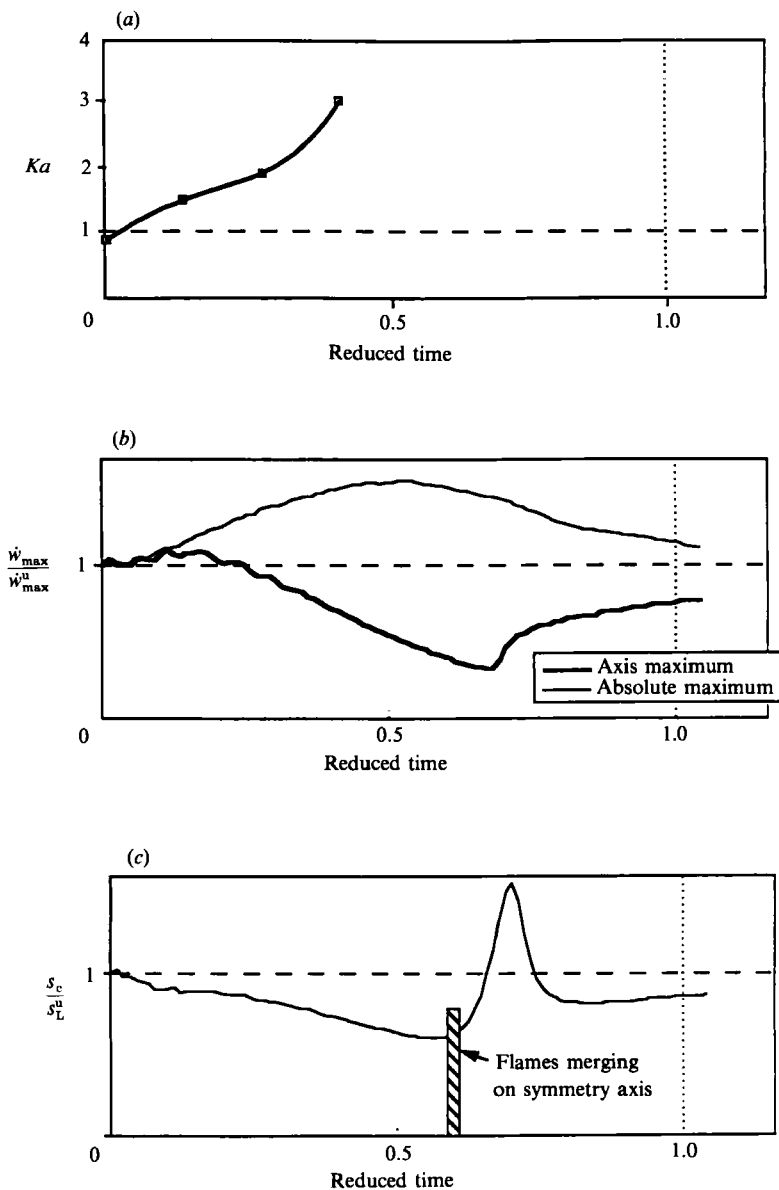 (a)
4
3
Ka
2
1
0
0.5
1.0
Reduced time
(b)
ẇmax
ẇᵘmax
1
Axis maximum
Absolute maximum
0
0.5
1.0
Reduced time
(c)
sc
sᵘL
1
Flames merging
on symmetry axis
0
0.5
1.0
Reduced time